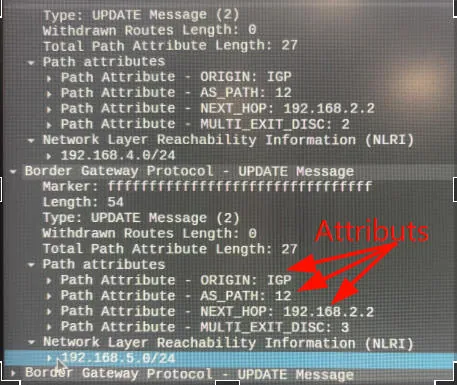 Type: UPDATE Message (2)
Withdrawn Routes Length: 0
Total Path Attribute Length: 27
Path attributes
Path Attribute - ORIGIN: IGP
Path Attribute - AS_PATH: 12
Path Attribute - NEXT_HOP: 192.168.2.2
Path Attribute - MULTI_EXIT_DISC: 2
Network Layer Reachability Information (NLRI)
192.168.4.0/24
Border Gateway Protocol - UPDATE Message
Marker: ffffffffffffffffffffffffffffffff
Length: 54
Type: UPDATE Message (2)
Withdrawn Routes Length: 0
Total Path Attribute Length: 27
Attributs
Path attributes
Path Attribute - ORIGIN: IGP
Path Attribute - AS_PATH: 12
Path Attribute - NEXT_HOP: 192.168.2.2
Path Attribute - MULTI_EXIT_DISC: 3
Network Layer Reachability Information (NLRI)
192.168.5.0/24
Border Gateway Protocol - UPDATE Message